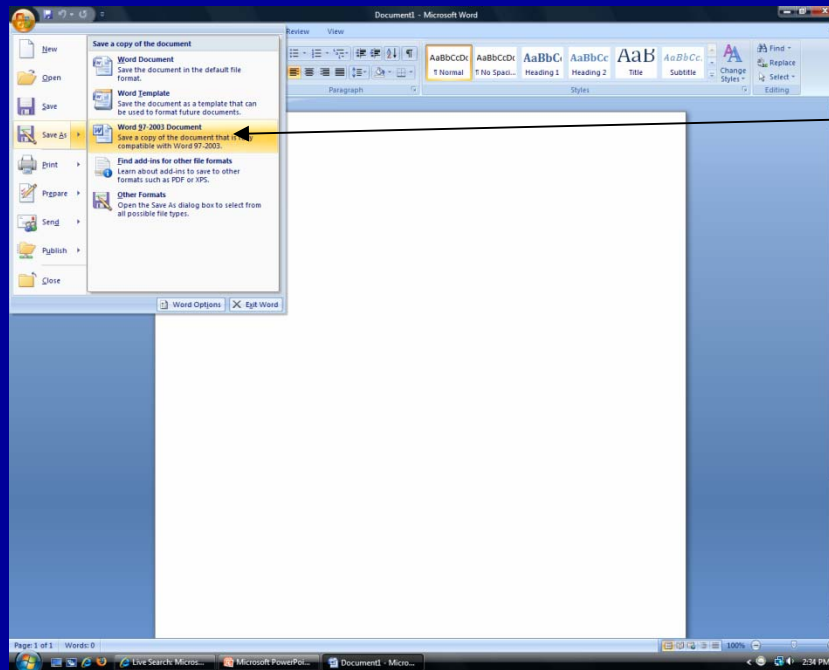 Document1 - Microsoft Word
Review View
New
Open
Save
Save As
Print
Prepare
Send
Publish
Close
Save a copy of the document
Word Document
Save the document in the default file
format.
Word Template
Save the document as a template that can
be used to format future documents.
Word 97-2003 Document
Save a copy of the document that is
compatible with Word 97-2003.
Find add-ins for other file formats
Learn about add-ins to save to other
formats such as PDF or XPS.
Other Formats
Open the Save As dialog box to select from
all possible file types.
Word Options Exit Word
AaBbCcDc AaBbCcDc AaBbC AaBbCc AaB AaBbCc.
¶ Normal ¶ No Spaci... Heading 1 Heading 2 Title Subtitle
Change
Styles
Find
Replace
Select
Paragraph Styles Editing
Page: 1 of 1 Words: 0 100%
Live Search: Micros... Microsoft PowerPoi... Document1 - Micro... 2:34 PM